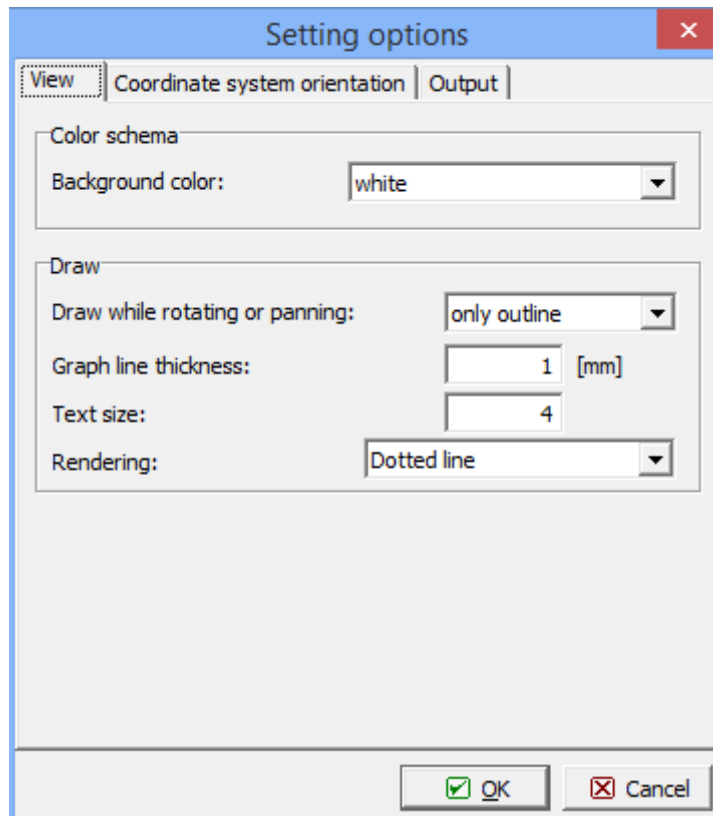 Setting options
View Coordinate system orientation Output
Color schema
Background color: white
Draw
Draw while rotating or panning: only outline
Graph line thickness: 1 [mm]
Text size: 4
Rendering: Dotted line
OK Cancel